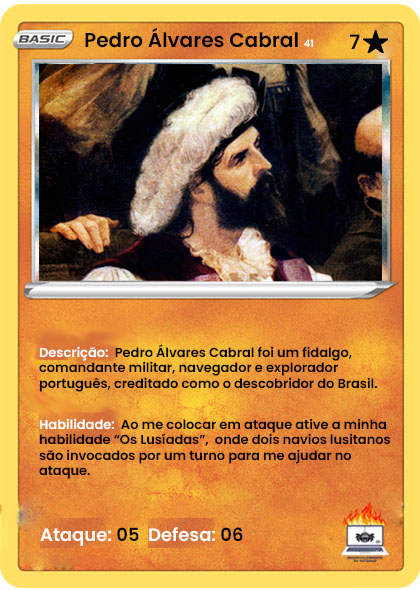 BASIC Pedro Álvares Cabral 41 7
Descrição: Pedro Álvares Cabral foi um fidalgo,
comandante militar, navegador e explorador
português, creditado como o descobridor do Brasil.
Habilidade: Ao me colocar em ataque ative a minha
habilidade “Os Lusíadas”, onde dois navios lusitanos
são invocados por um turno para me ajudar no
ataque.
Ataque: 05 Defesa: 06